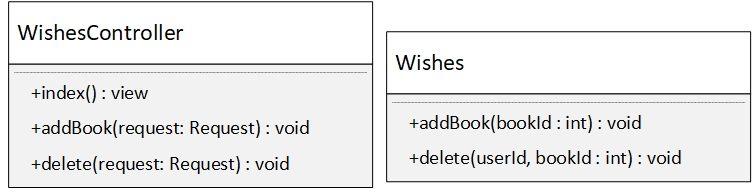 WishesController
+index() : view
+addBook(request: Request) : void
+delete(request: Request) : void
Wishes
+addBook(bookId : int) : void
+delete(userId, bookId : int) : void